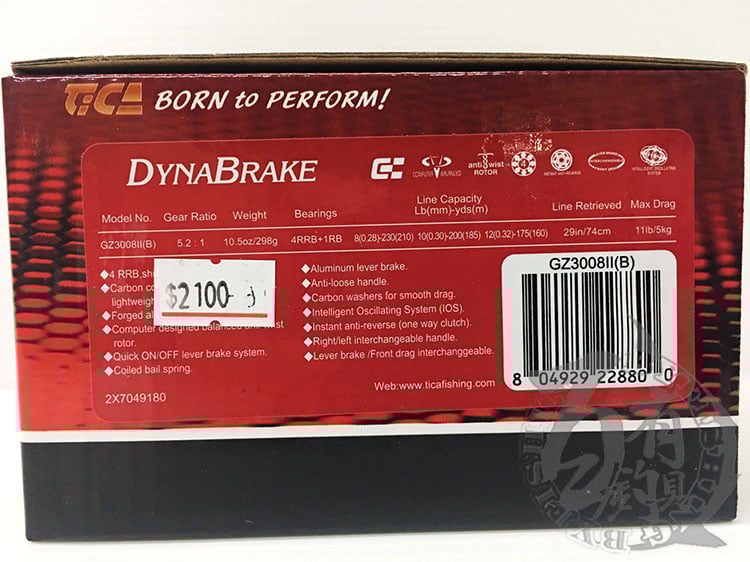 TiCA BORN to PERFORM!
DYNABRAKE
COMPUTER BALANCED
anti twist
ROTOR
4
INSTANT ANTI-REVERSE
INTELLIGENT OSCILLATING
SYSTEM
Line Capacity
Model No. Gear Ratio Weight Bearings Lb(mm)-yds(m) Line Retrieved Max Drag
GZ3008II(B) 5.2 : 1 10.5oz/298g 4RRB+1RB 8(0.28)-230(210) 10(0.30)-200(185) 12(0.32)-175(160) 29in/74cm 11lb/5kg
◆4 RRB,
◆Carbon
lightweight
◆Forged
◆Computer designed balanced
rotor.
◆Quick ON/OFF lever brake system.
◆Coiled bail spring.
2X7049180
$2100-
◆Aluminum lever brake.
◆Anti-loose handle.
◆Carbon washers for smooth drag.
◆Intelligent Oscillating System (IOS).
◆Instant anti-reverse (one way clutch).
◆Right/left interchangeable handle.
◆Lever brake /Front drag interchanggeable.
Web:www.ticafishing.com
GZ3008II(B)
8 04929 22880 0
有
釣具